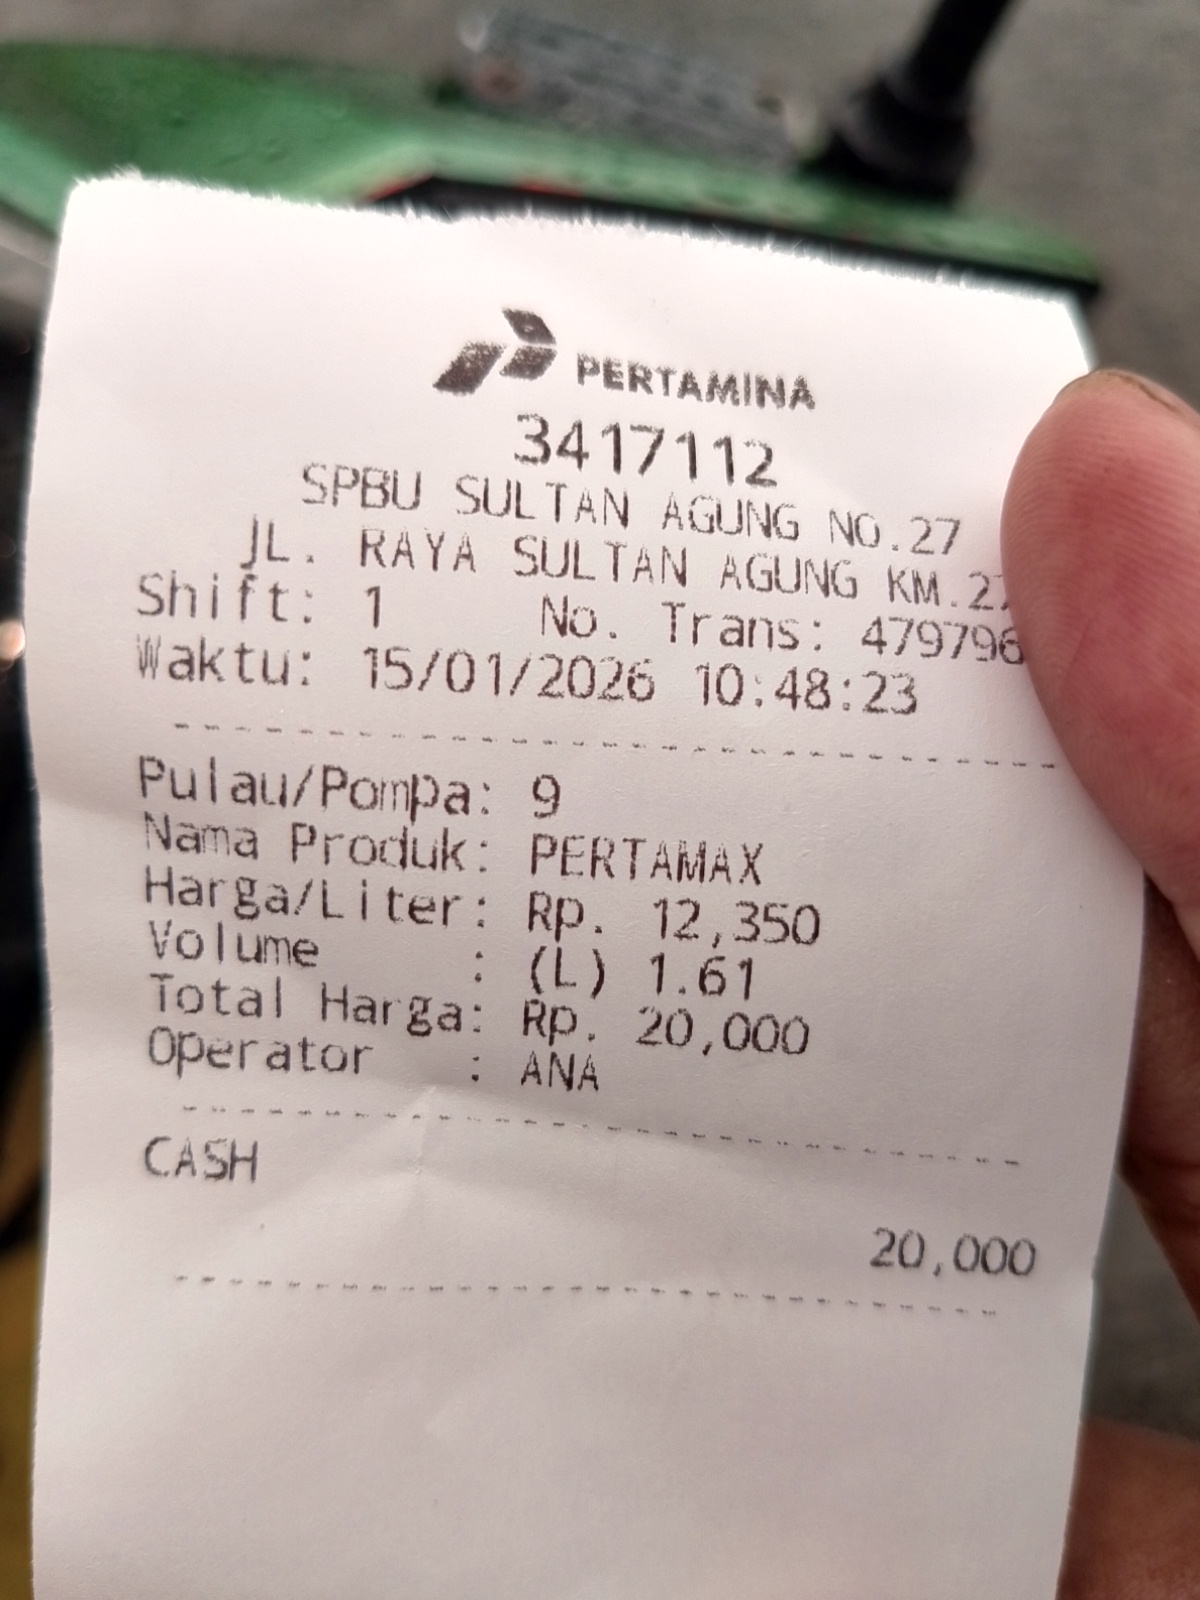 PERTAMINA
3417112
SPBU SULTAN AGUNG NO.27
JL. RAYA SULTAN AGUNG KM.27
Shift: 1 No. Trans: 479796
Waktu: 15/01/2026 10:48:23
Pulau/Pompa: 9
Nama Produk: PERTAMAX
Harga/Liter: Rp. 12,350
Volume : (L) 1.61
Total Harga: Rp. 20,000
Operator : ANA
CASH
20,000